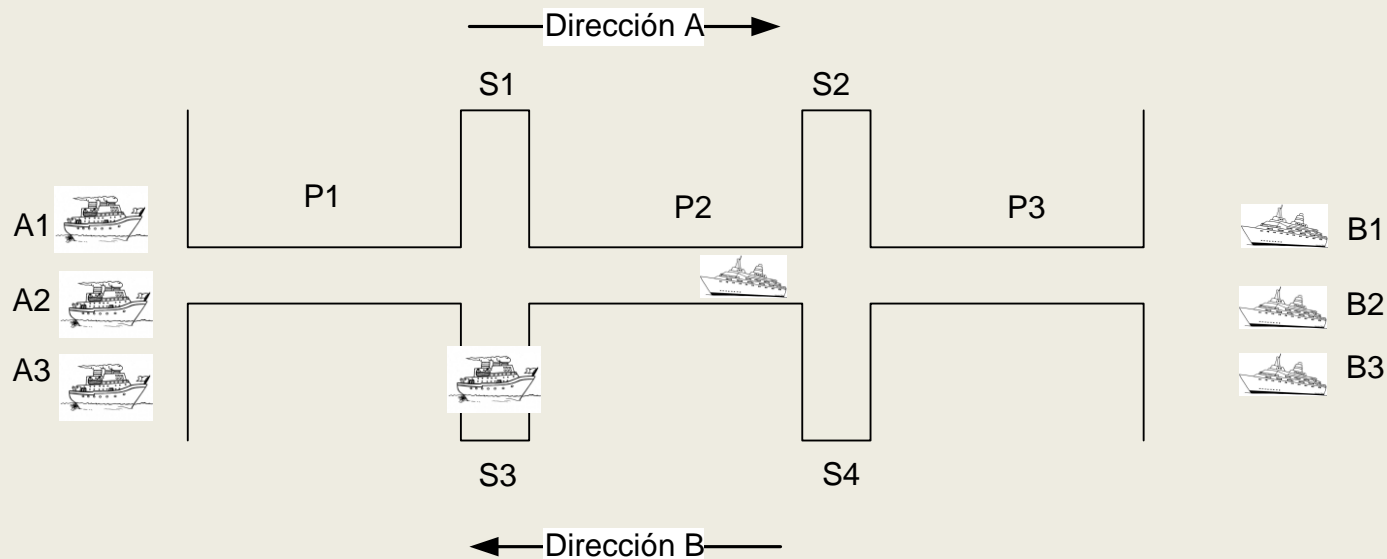 Dirección A
S1 S2
P1 P2 P3
A1 B1
A2 B2
A3 B3
S3 S4
Dirección B